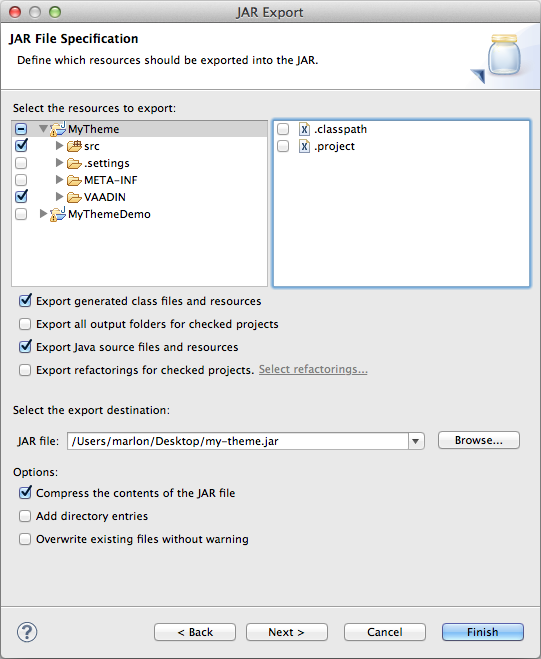 JAR Export
JAR File Specification
Define which resources should be exported into the JAR.
Select the resources to export:
MyTheme
src
.settings
META-INF
VAADIN
MyThemeDemo
.classpath
.project
Export generated class files and resources
Export all output folders for checked projects
Export Java source files and resources
Export refactorings for checked projects. Select refactorings...
Select the export destination:
JAR file: /Users/marlon/Desktop/my-theme.jar Browse...
Options:
Compress the contents of the JAR file
Add directory entries
Overwrite existing files without warning
? < Back Next > Cancel Finish